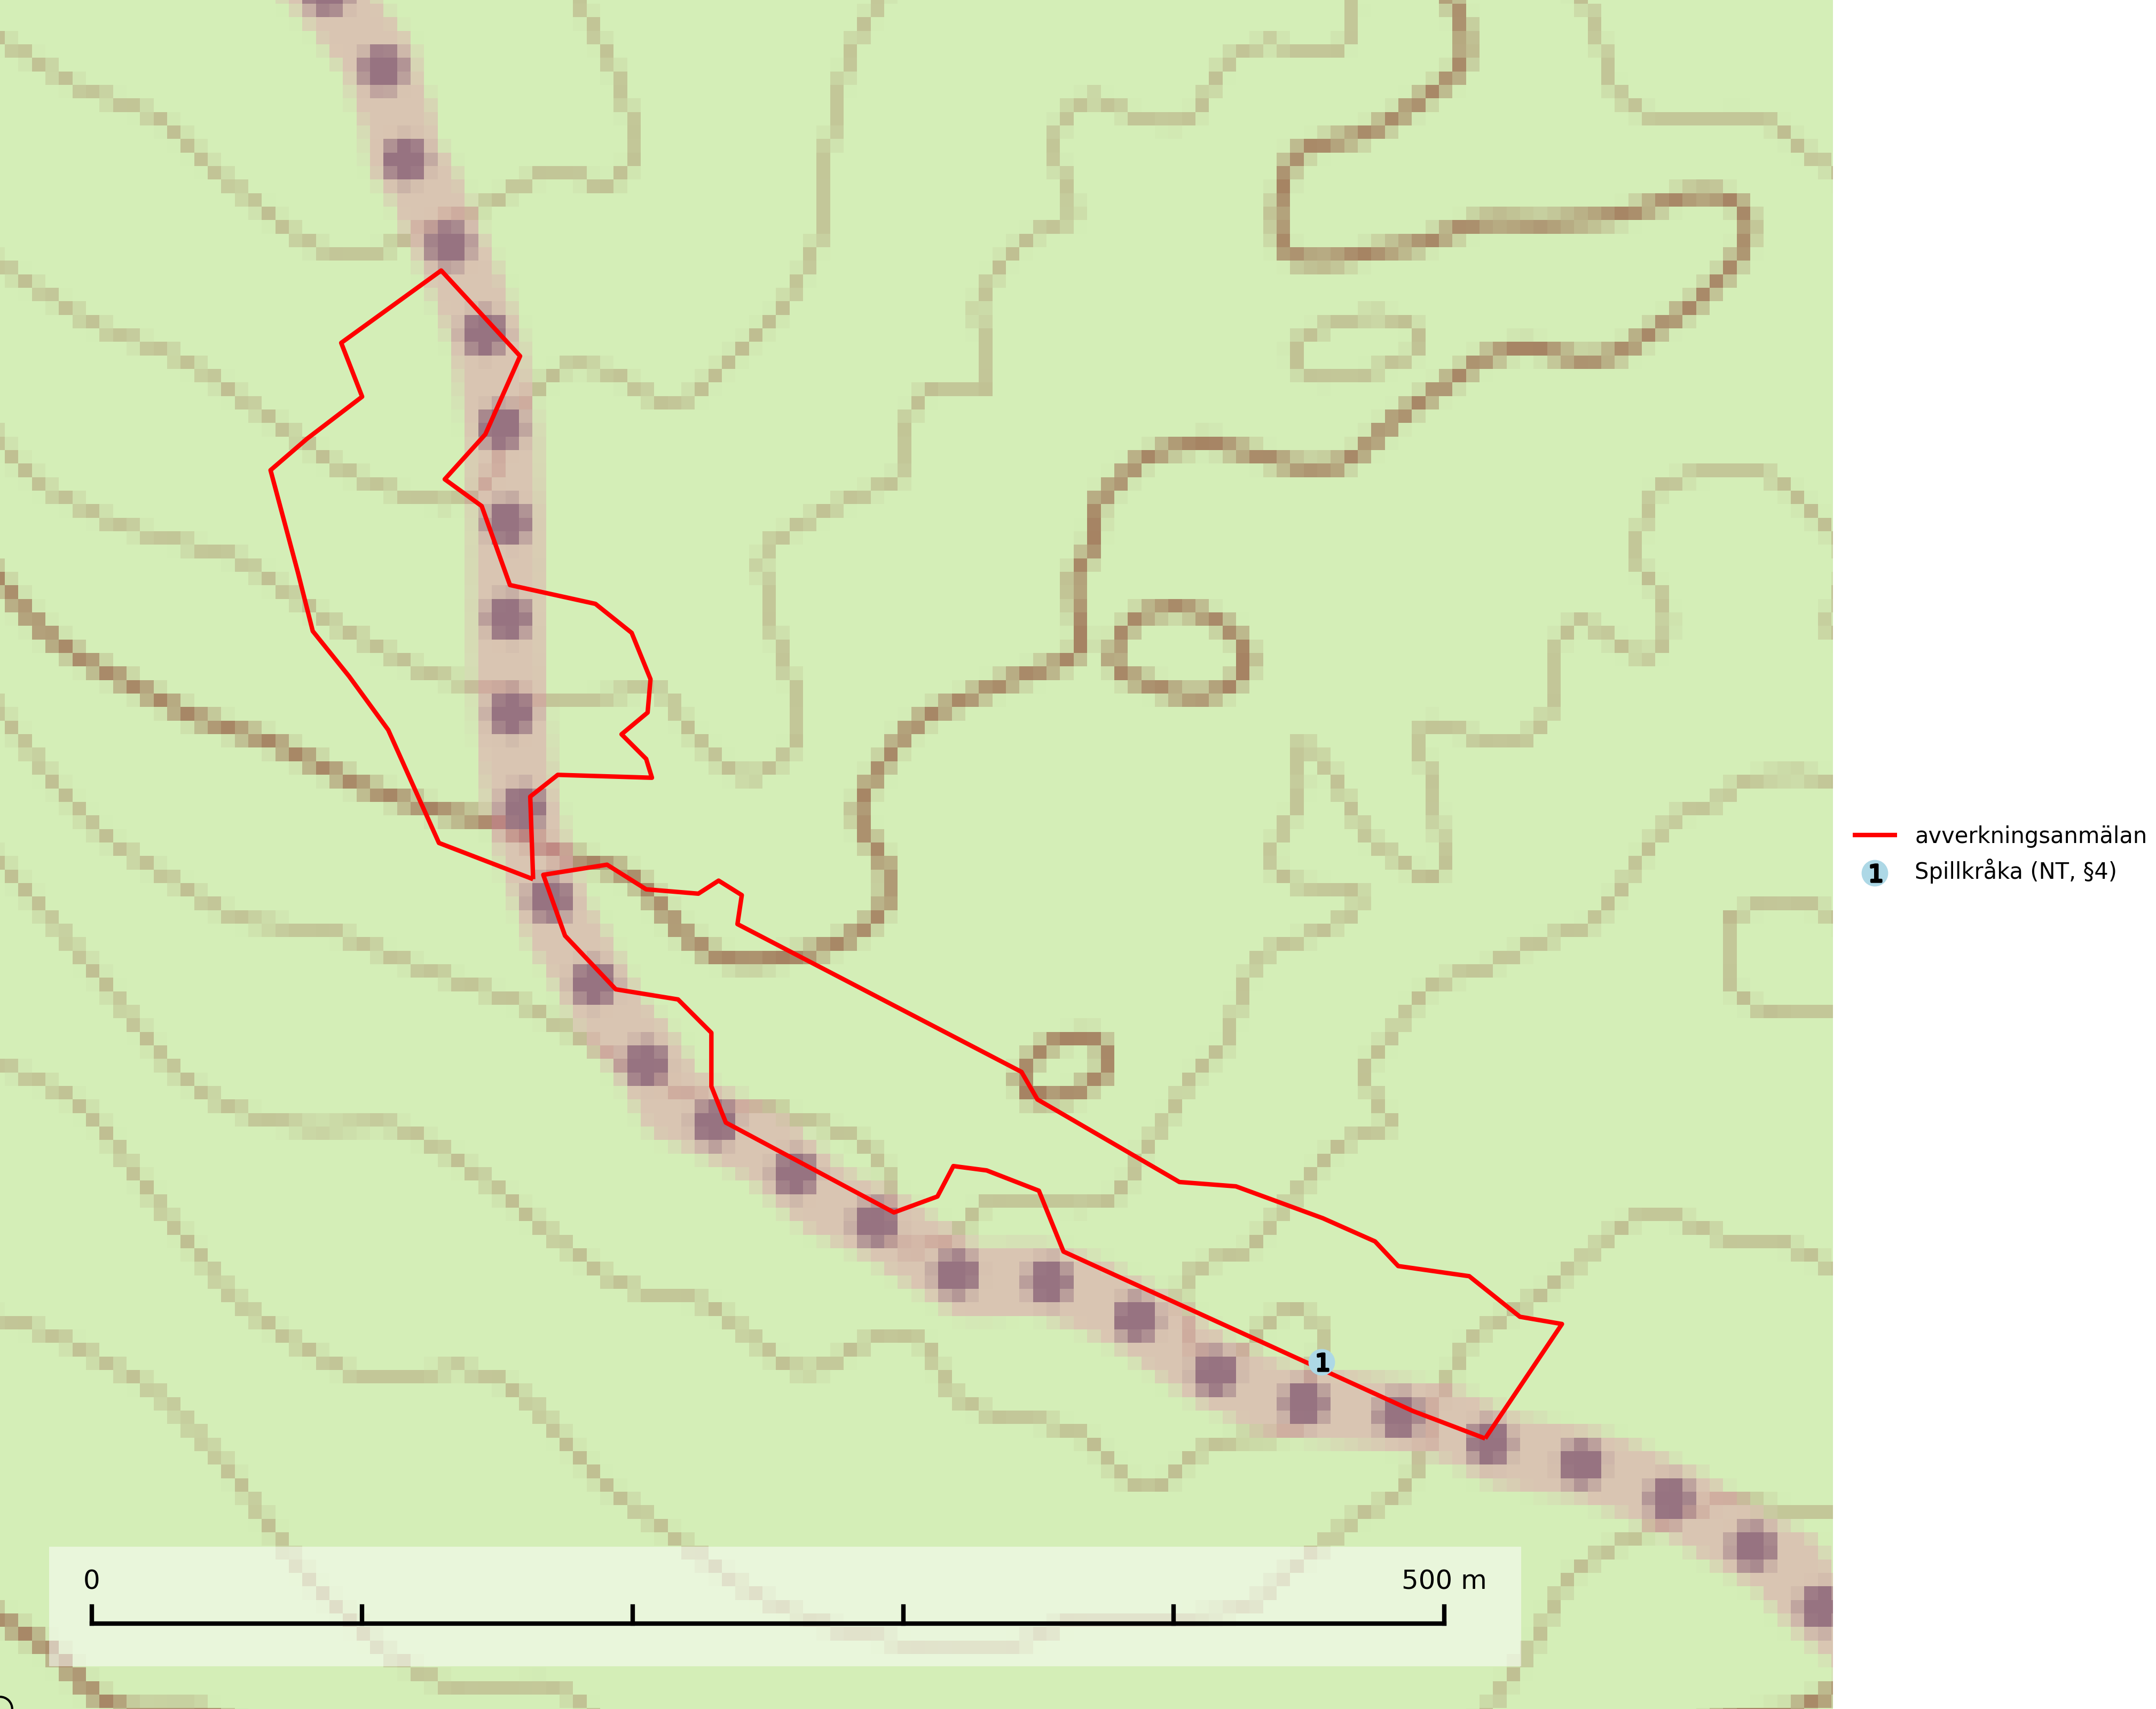 avverkningsanmälan
1 Spillkråka (NT, §4)
1
0 500 m